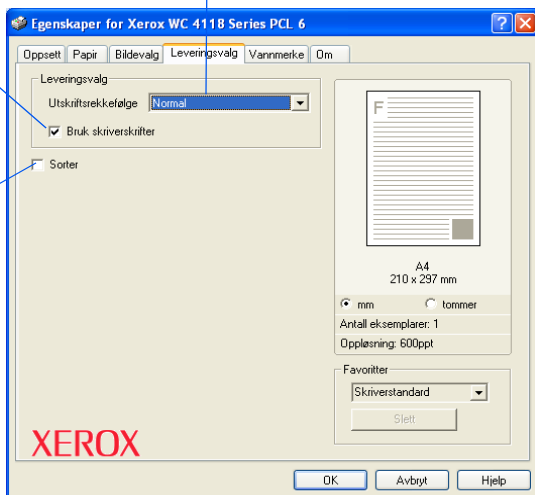 Egenskaper for Xerox WC 4118 Series PCL 6
Oppsett Papir Bildevalg Leveringsvalg Vannmerke Om
Leveringsvalg
Utskriftsrekkefølge Normal
Bruk skriverskrifter
Sorter
F
A4
210 x 297 mm
mm tommer
Antall eksemplarer: 1
Oppløsning: 600ppt
Favoritter
Skriverstandard
Slett
XEROX
OK Avbryt Hjelp